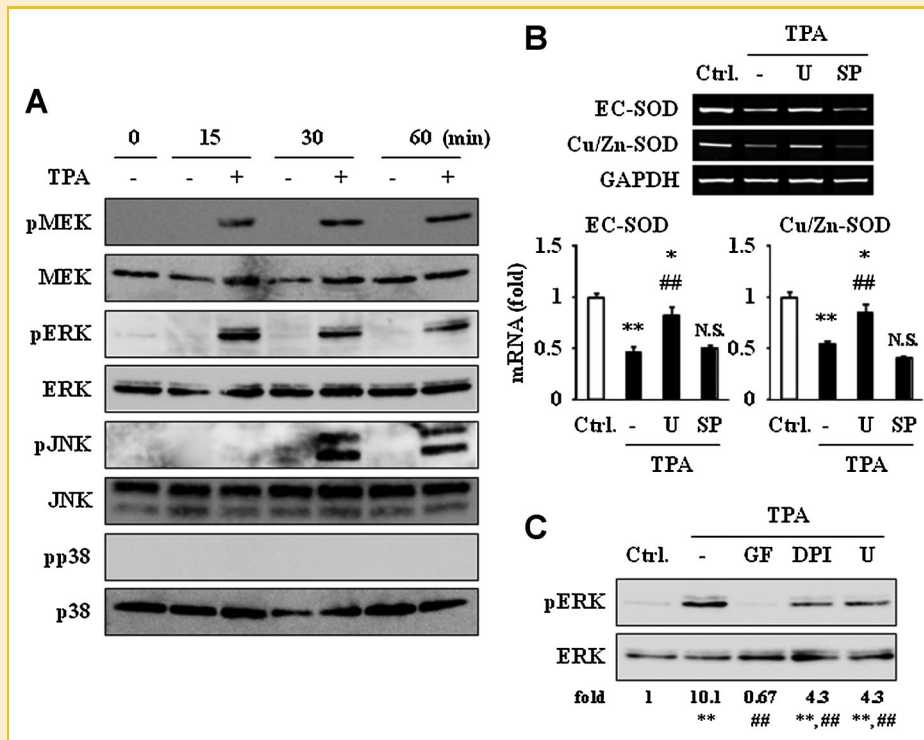 A
0 15 30 60 (min)
TPA - - + - + - +
pMEK
MEK
pERK
ERK
pJNK
JNK
pp38
p38
B
TPA
Ctrl. - U SP
EC-SOD
Cu/Zn-SOD
GAPDH
EC-SOD
mRNA (fold)
1.5
1
0.5
0
**
*
##
N.S.
Ctrl. - U SP
TPA
Cu/Zn-SOD
1.5
1
0.5
0
**
*
##
N.S.
Ctrl. - U SP
TPA
C
TPA
Ctrl. - GF DPI U
pERK
ERK
fold 1 10.1 0.67 4.3 4.3
** ## **,## **,##